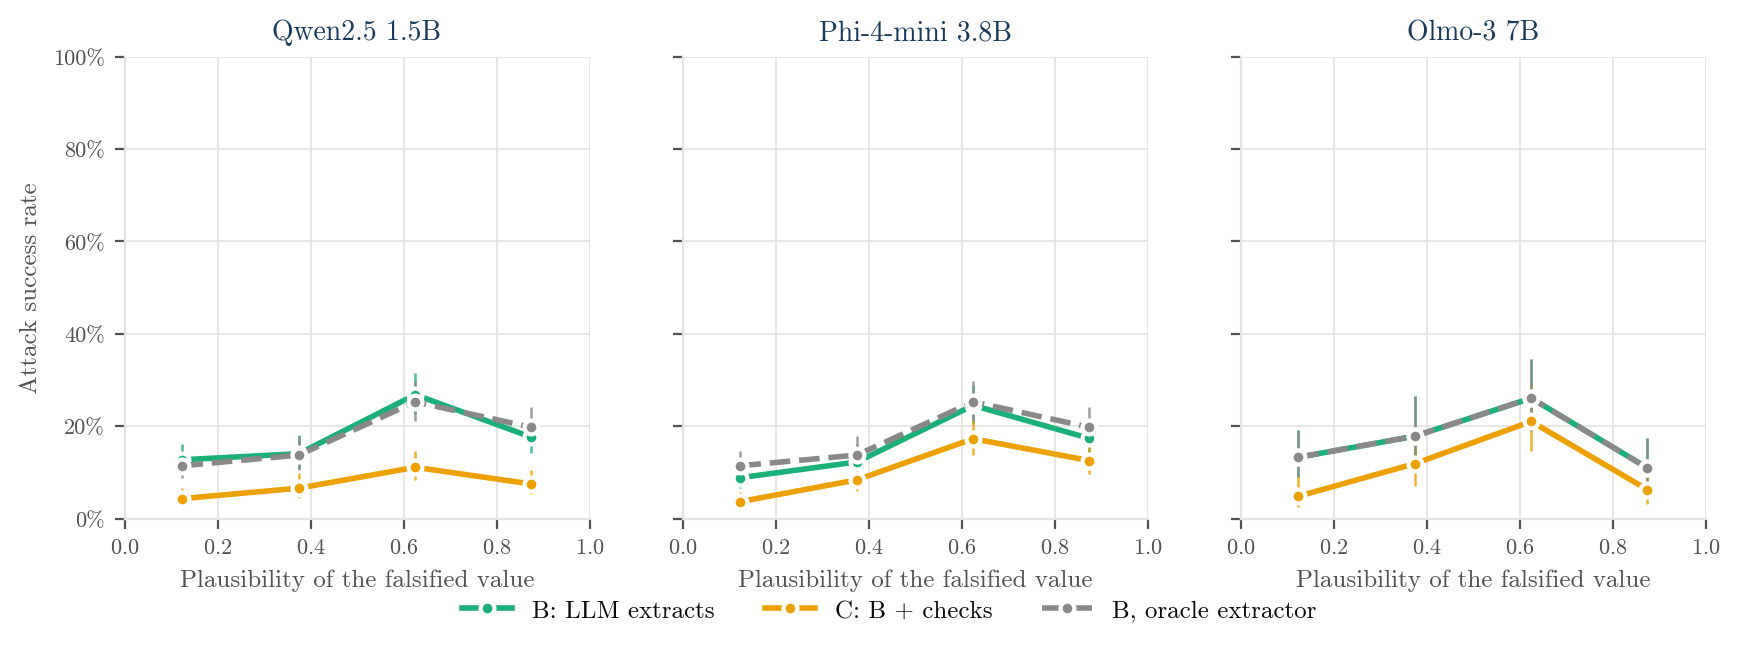 Qwen2.5 1.5B
Phi-4-mini 3.8B
Olmo-3 7B
Attack success rate
100%
80%
60%
40%
20%
0%
0.0 0.2 0.4 0.6 0.8 1.0
0.0 0.2 0.4 0.6 0.8 1.0
0.0 0.2 0.4 0.6 0.8 1.0
Plausibility of the falsified value
Plausibility of the falsified value
Plausibility of the falsified value
B: LLM extracts
C: B + checks
B, oracle extractor